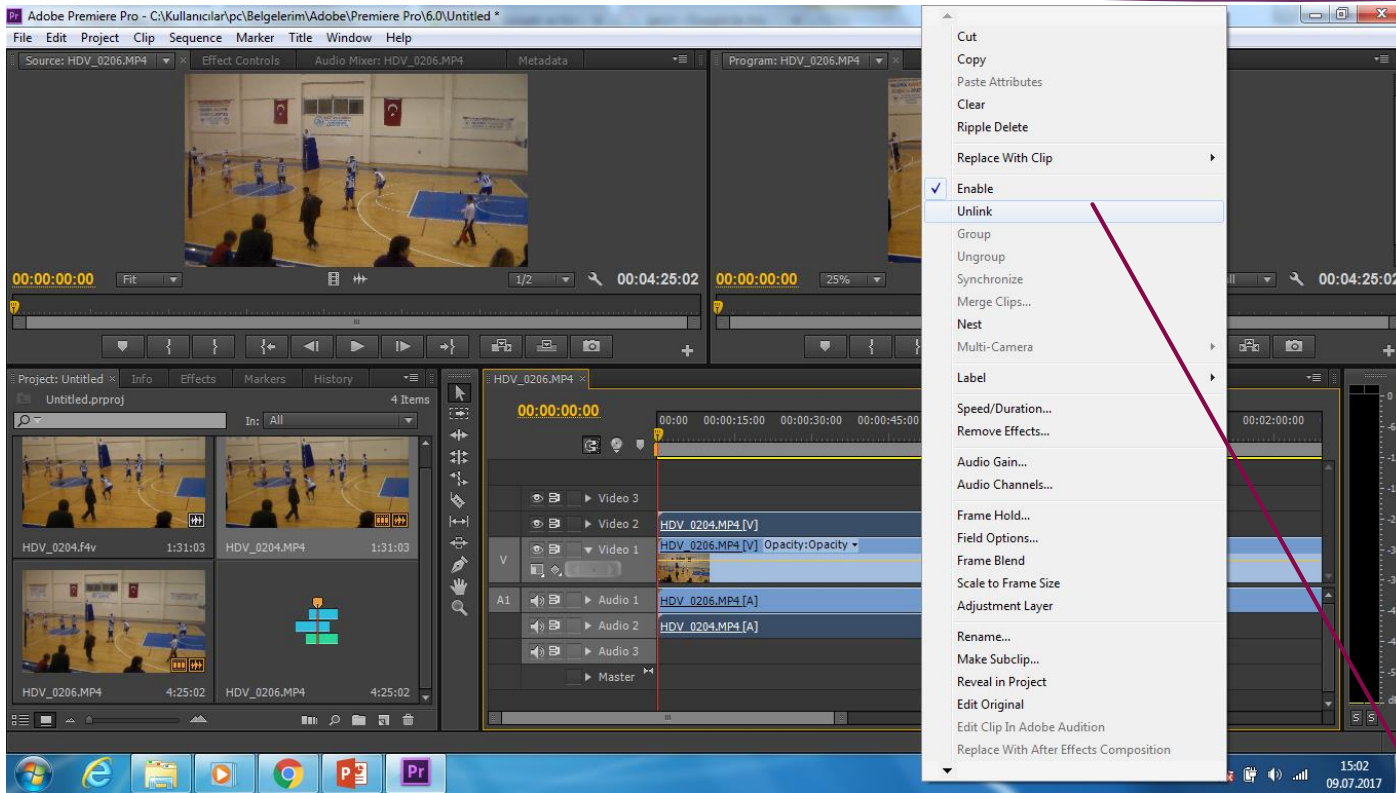 Adobe Premiere Pro - C:\Kullanıcılar\pc\Belgelerim\Adobe\Premiere Pro\6.0\Untitled *
File Edit Project Clip Sequence Marker Title Window Help
Source: HDV_0206.MP4 Effect Controls Audio Mixer: HDV_0206.MP4 Metadata
Program: HDV_0206.MP4
00:00:00:00 Fit 1/2 00:04:25:02
00:00:00:00 25% 00:04:25:02
Project: Untitled Info Effects Markers History
Untitled.prproj 4 Items
In: All
HDV_0204.f4v 1:31:03
HDV_0204.MP4 1:31:03
HDV_0206.MP4 4:25:02
HDV_0206.MP4 4:25:02
HDV_0206.MP4
00:00:00:00
00:00 00:00:15:00 00:00:30:00 00:00:45:00 00:02:00:00
Video 3
Video 2 HDV_0204.MP4 [V]
V Video 1 HDV_0206.MP4 [V] Opacity:Opacity
A1 Audio 1 HDV_0206.MP4 [A]
Audio 2 HDV_0204.MP4 [A]
Audio 3
Master
Cut
Copy
Paste Attributes
Clear
Ripple Delete
Replace With Clip
Enable
Unlink
Group
Ungroup
Synchronize
Merge Clips...
Nest
Multi-Camera
Label
Speed/Duration...
Remove Effects...
Audio Gain...
Audio Channels...
Frame Hold...
Field Options...
Frame Blend
Scale to Frame Size
Adjustment Layer
Rename...
Make Subclip...
Reveal in Project
Edit Original
Edit Clip In Adobe Audition
Replace With After Effects Composition
0
-6
S S
15:02
09.07.2017